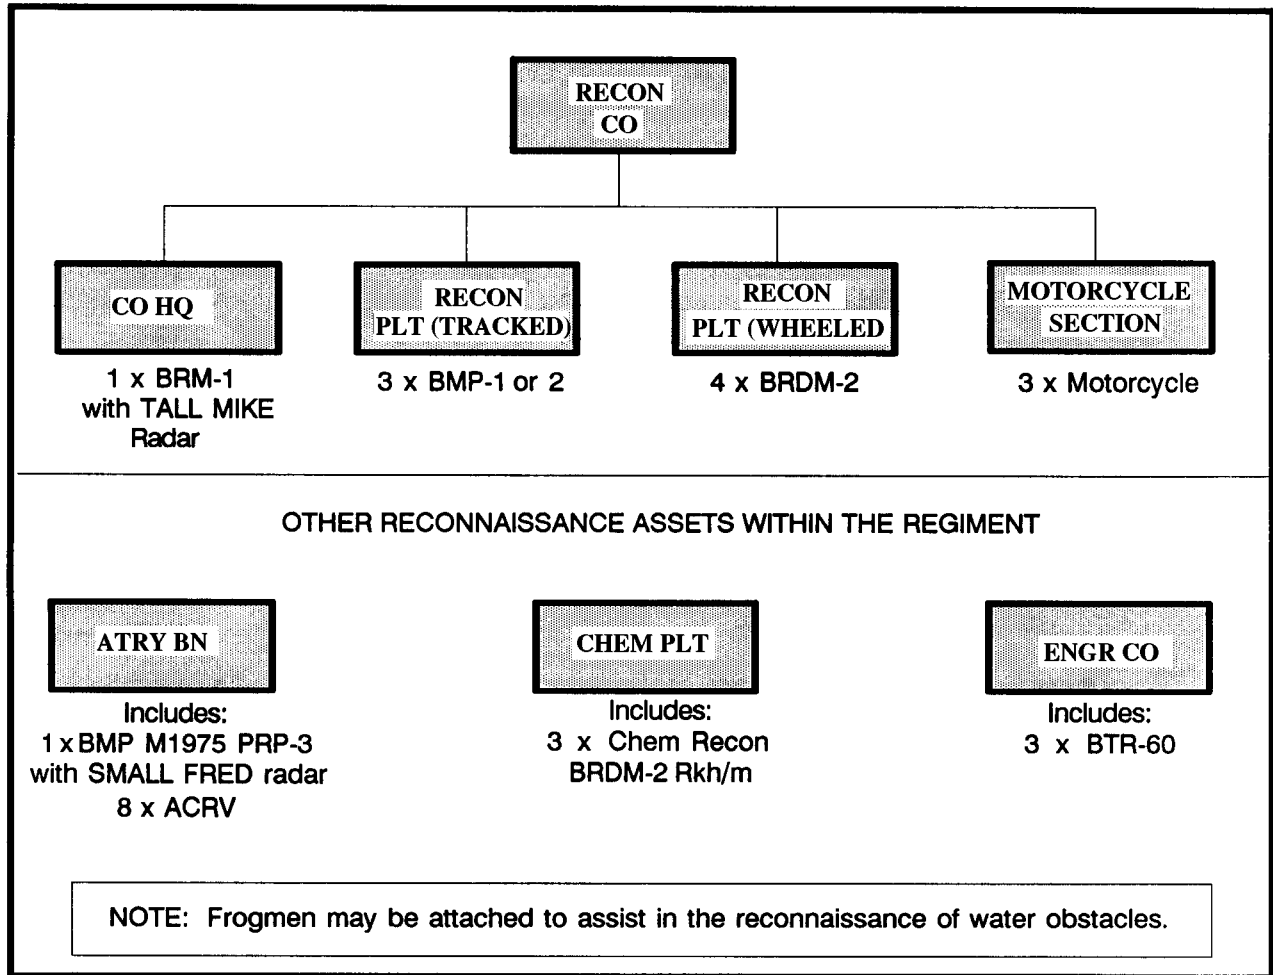 RECON
CO
CO HQ
1 x BRM-1
with TALL MIKE
Radar
RECON
PLT (TRACKED)
3 x BMP-1 or 2
RECON
PLT (WHEELED
4 x BRDM-2
MOTORCYCLE
SECTION
3 x Motorcycle
OTHER RECONNAISSANCE ASSETS WITHIN THE REGIMENT
ATRY BN
Includes:
1 x BMP M1975 PRP-3
with SMALL FRED radar
8 x ACRV
CHEM PLT
Includes:
3 x Chem Recon
BRDM-2 Rkh/m
ENGR CO
Includes:
3 x BTR-60
NOTE: Frogmen may be attached to assist in the reconnaissance of water obstacles.